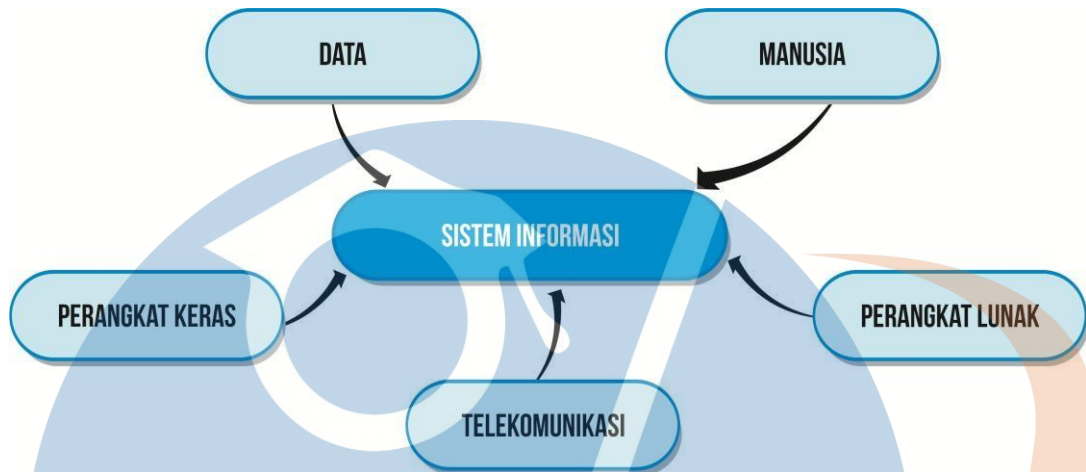 DATA
MANUSIA
SISTEM INFORMASI
PERANGKAT KERAS
PERANGKAT LUNAK
TELEKOMUNIKASI